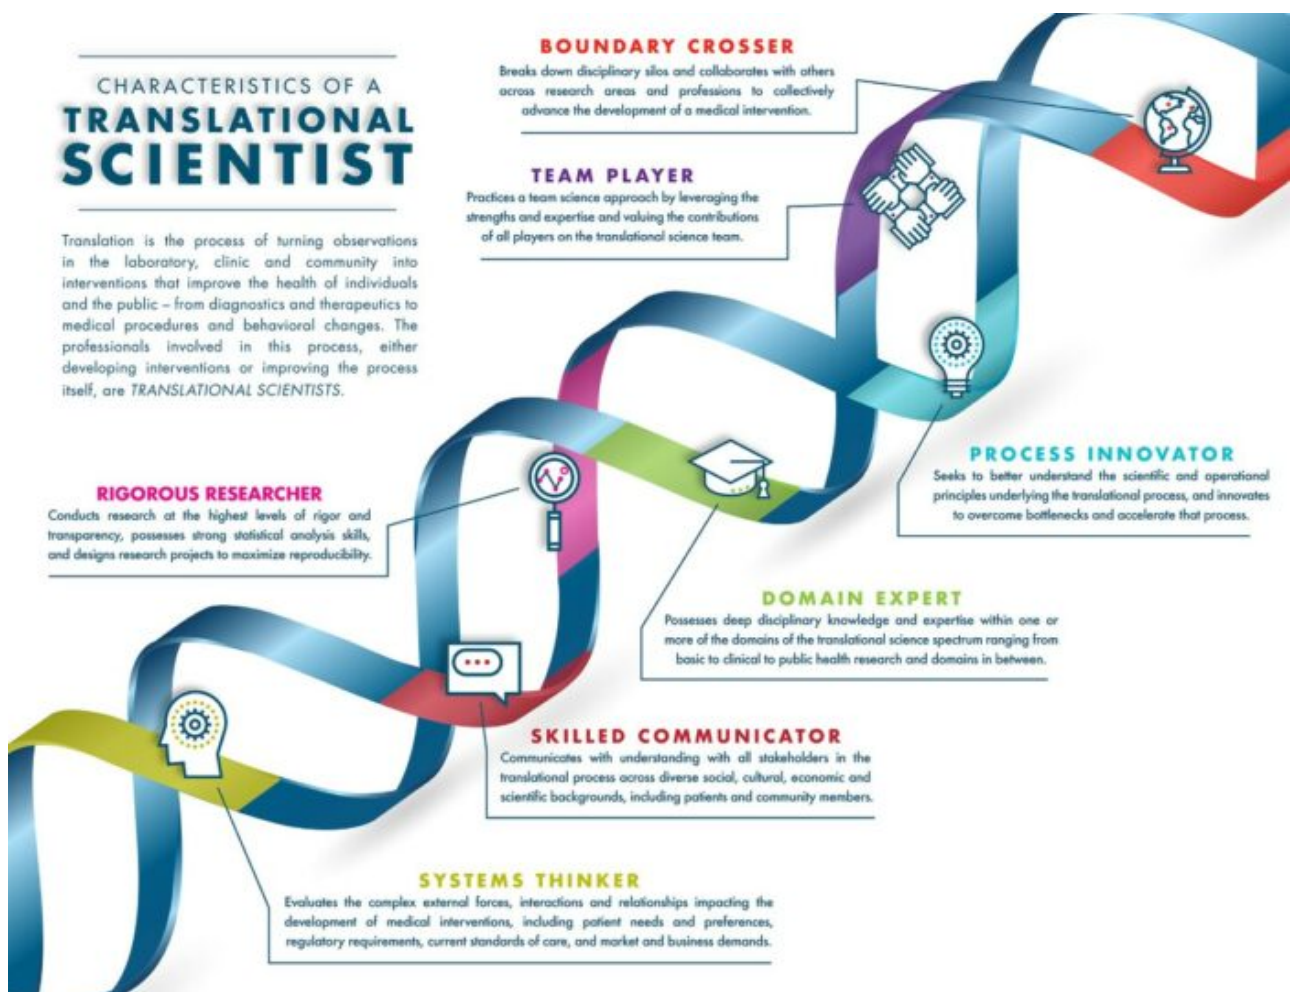 CHARACTERISTICS OF A
TRANSLATIONAL
SCIENTIST
Translation is the process of turning observations
in the laboratory, clinic and community into
interventions that improve the health of individuals
and the public – from diagnostics and therapeutics to
medical procedures and behavioral changes. The
professionals involved in this process, either
developing interventions or improving the process
itself, are TRANSLATIONAL SCIENTISTS.
BOUNDARY CROSSER
Breaks down disciplinary silos and collaborates with others
across research areas and professions to collectively
advance the development of a medical intervention.
TEAM PLAYER
Practices a team science approach by leveraging the
strengths and expertise and valuing the contributions
of all players on the translational science team.
PROCESS INNOVATOR
Seeks to better understand the scientific and operational
principles underlying the translational process, and innovates
to overcome bottlenecks and accelerate that process.
RIGOROUS RESEARCHER
Conducts research at the highest levels of rigor and
transparency, possesses strong statistical analysis skills,
and designs research projects to maximize reproducibility.
DOMAIN EXPERT
Possesses deep disciplinary knowledge and expertise within one or
more of the domains of the translational science spectrum ranging from
basic to clinical to public health research and domains in between.
SKILLED COMMUNICATOR
Communicates with understanding with all stakeholders in the
translational process across diverse social, cultural, economic and
scientific backgrounds, including patients and community members.
SYSTEMS THINKER
Evaluates the complex external forces, interactions and relationships impacting the
development of medical interventions, including patient needs and preferences,
regulatory requirements, current standards of care, and market and business demands.